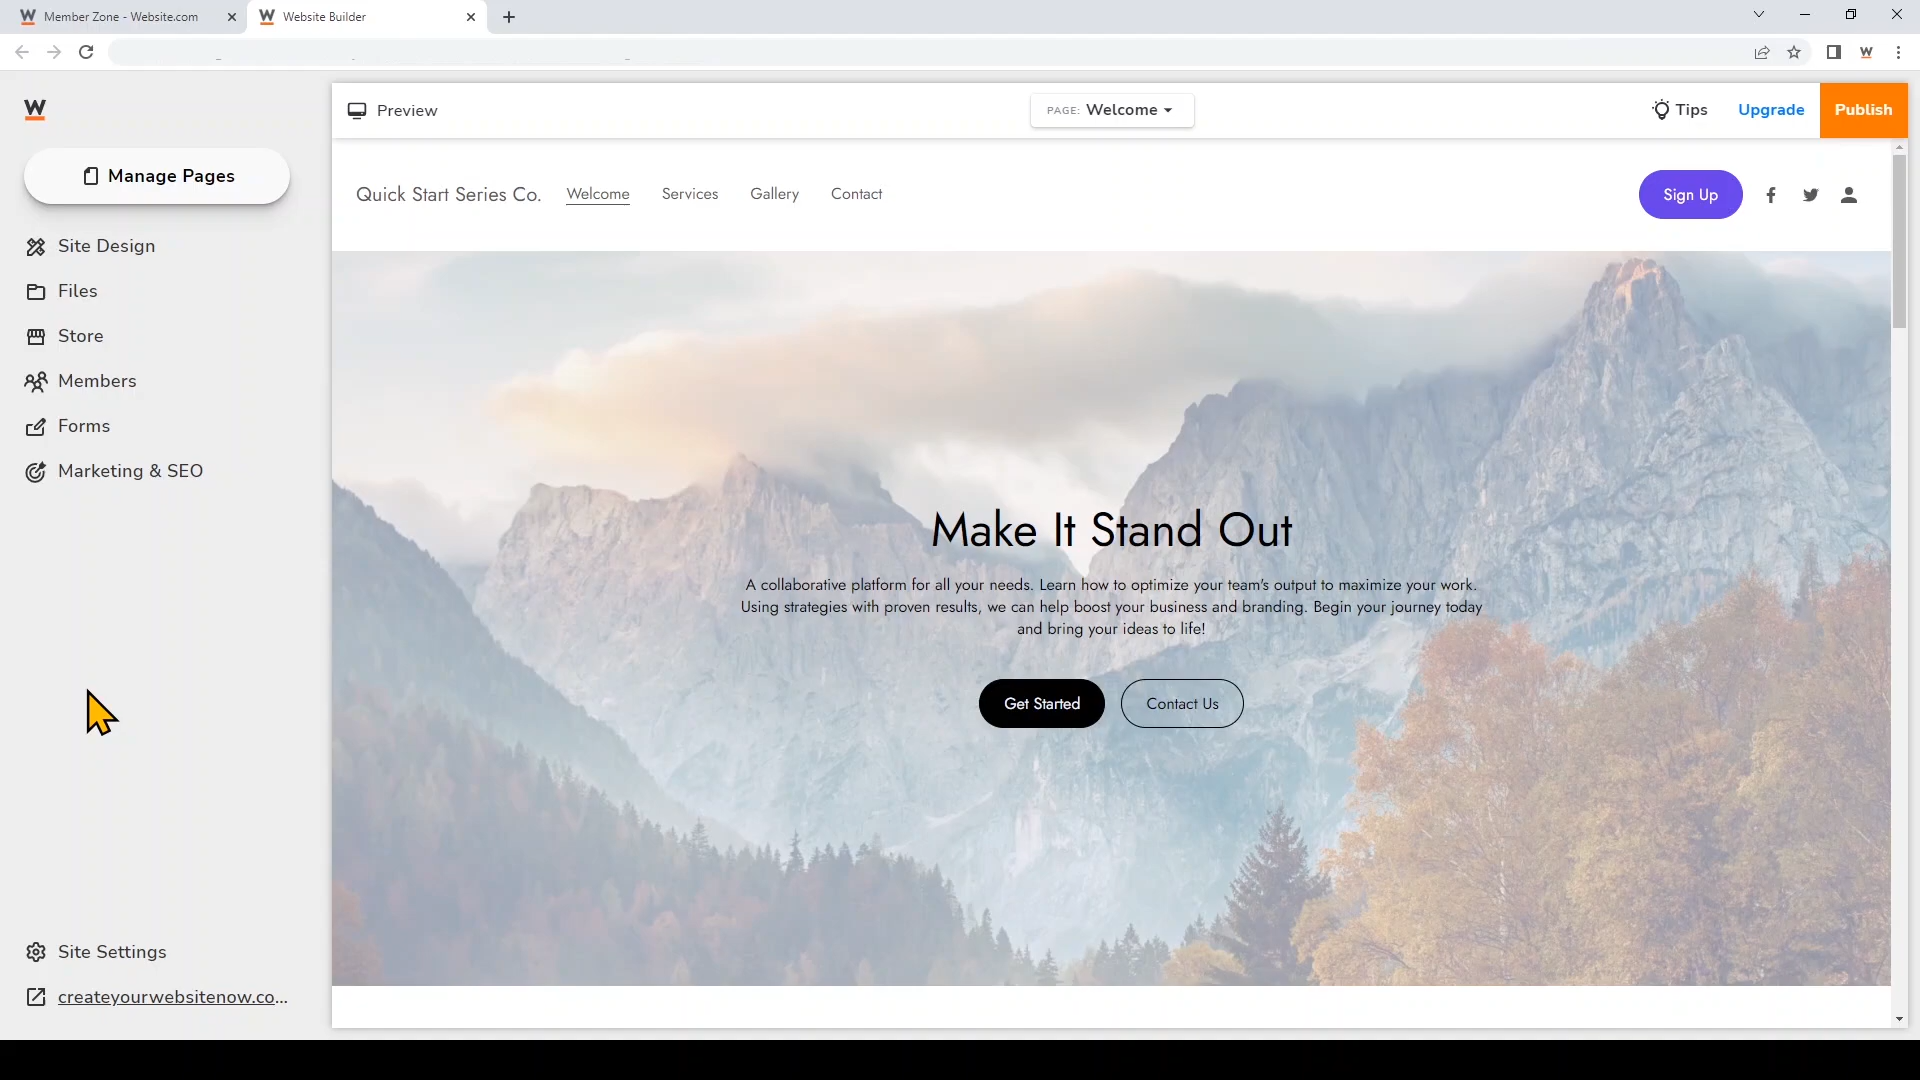 Member Zone - Website.com
Website Builder
W
Manage Pages
Site Design
Files
Store
Members
Forms
Marketing & SEO
Site Settings
createyourwebsitenow.co...
Preview
PAGE: Welcome
Tips
Upgrade
Publish
Quick Start Series Co.
Welcome
Services
Gallery
Contact
Sign Up
Make It Stand Out
A collaborative platform for all your needs. Learn how to optimize your team's output to maximize your work.
Using strategies with proven results, we can help boost your business and branding. Begin your journey today
and bring your ideas to life!
Get Started
Contact Us